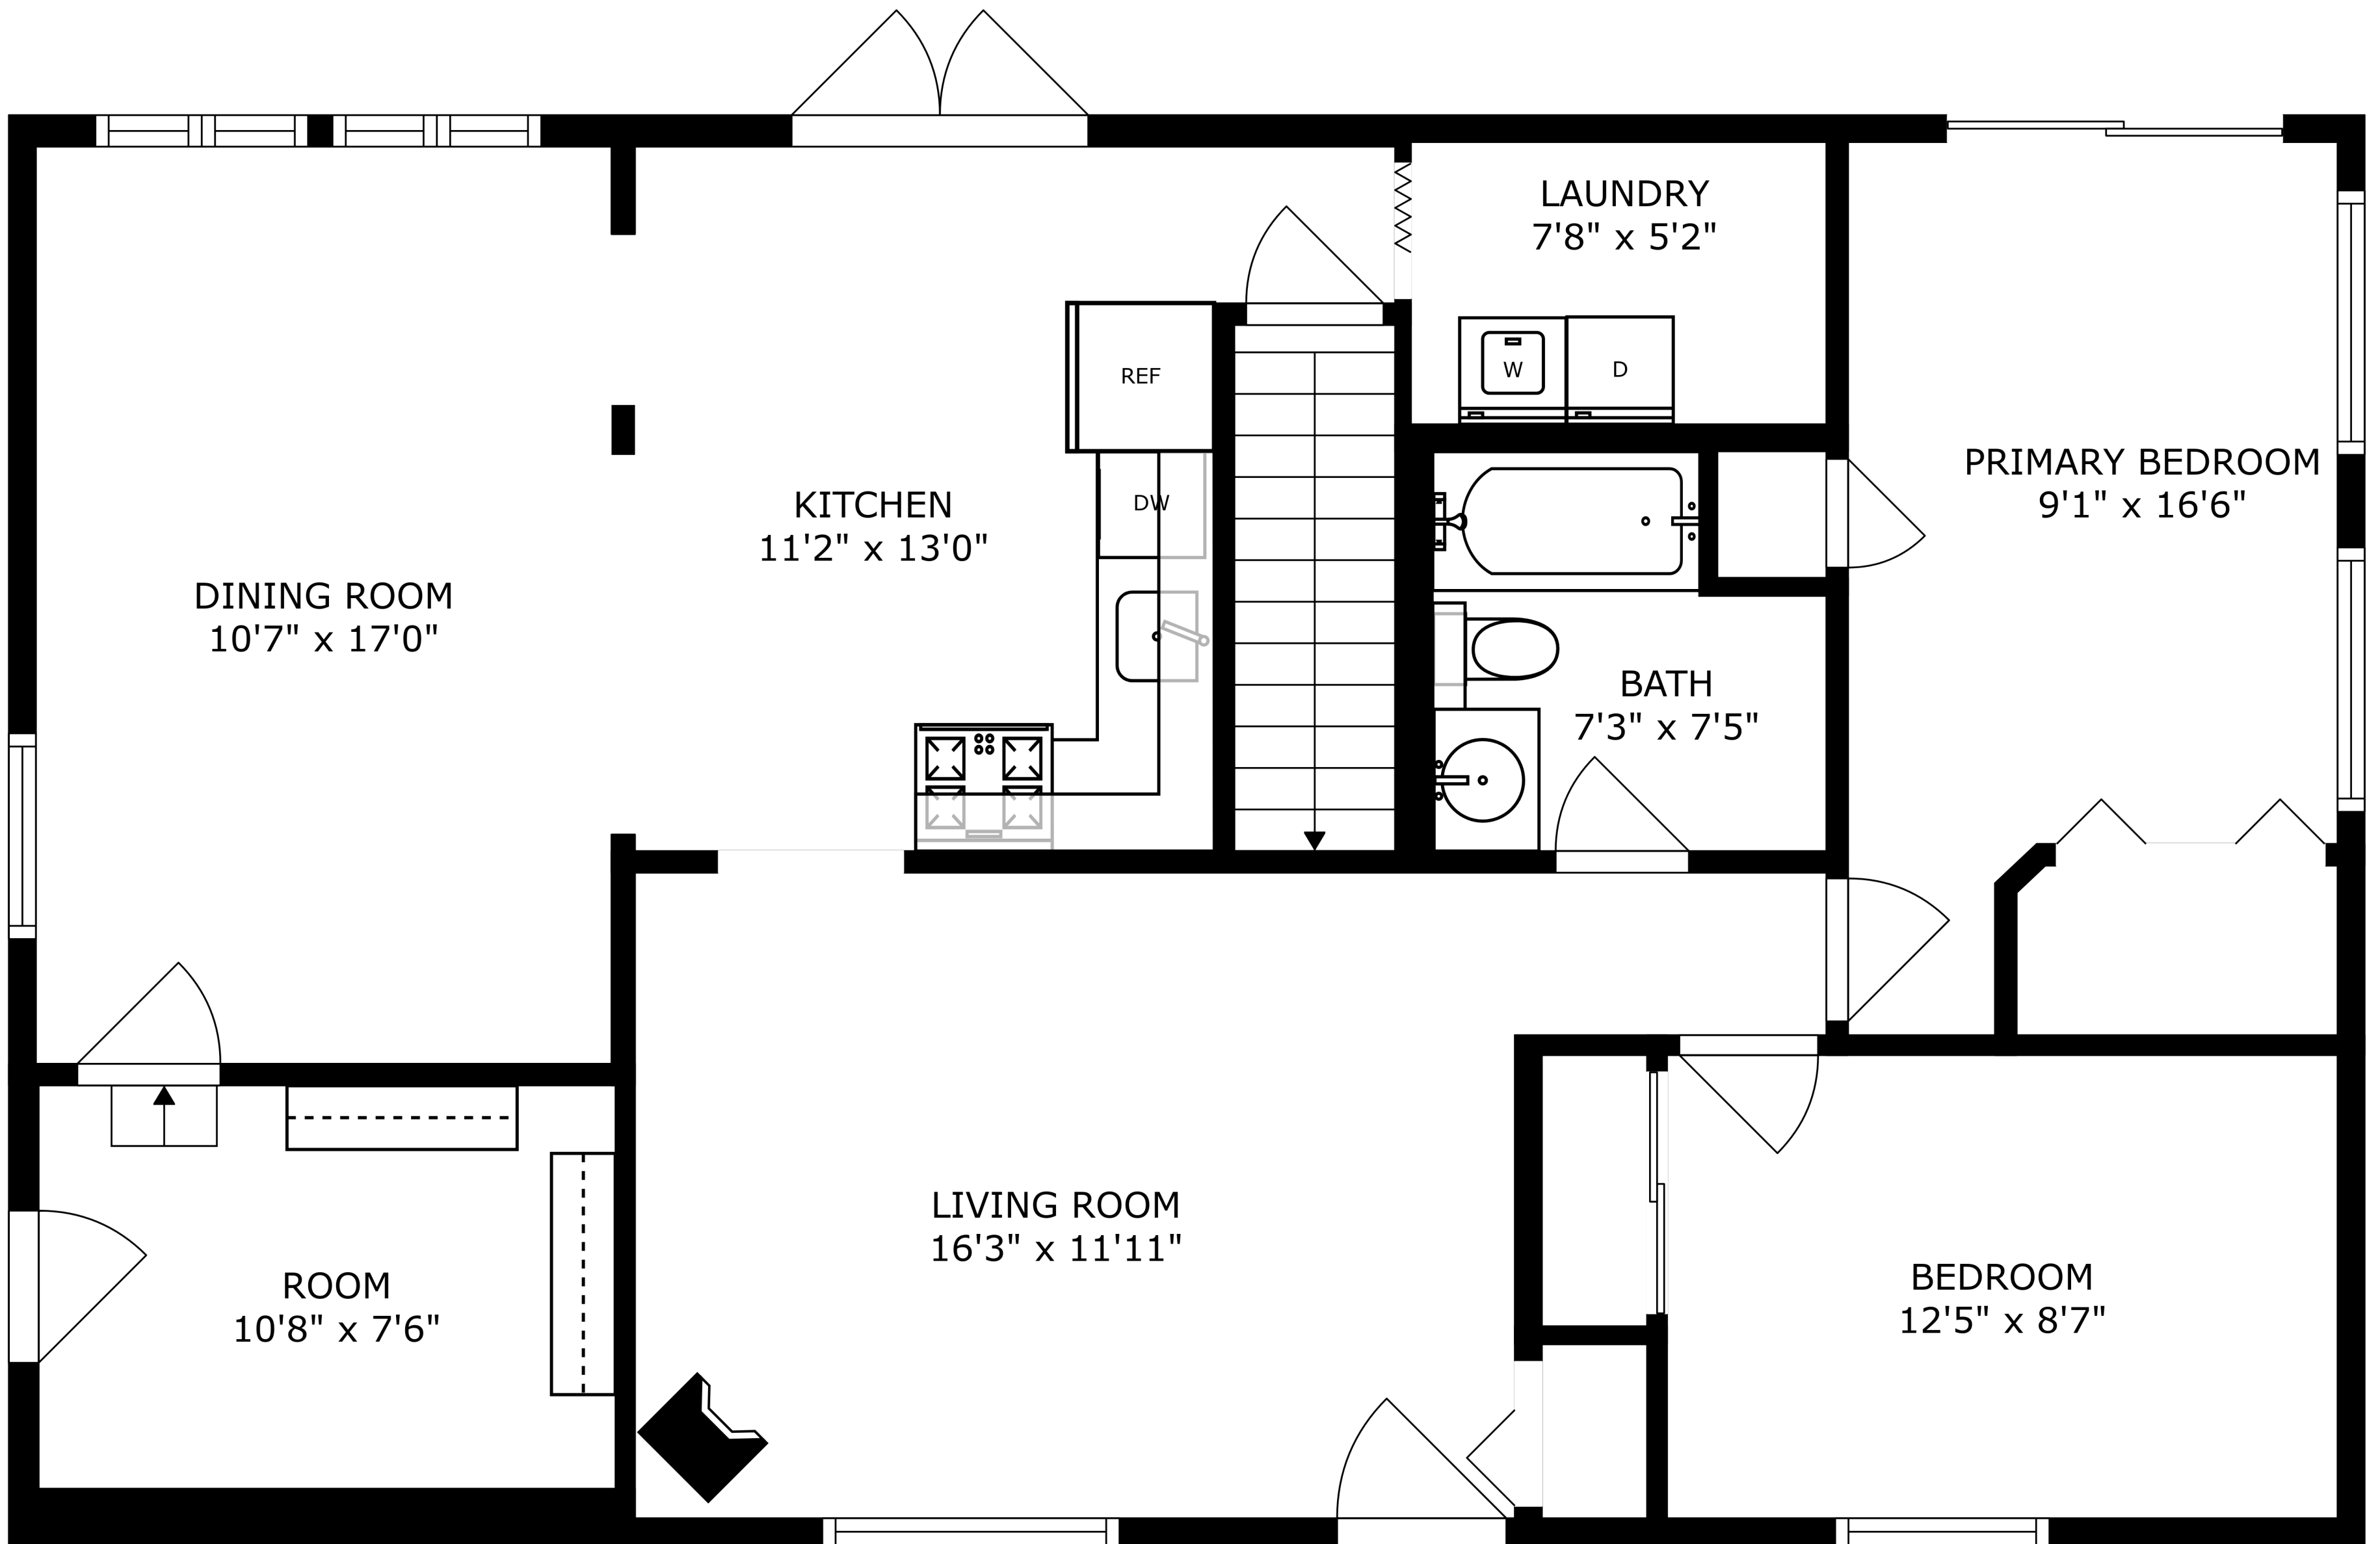 LAUNDRY
7'8" x 5'2"
REF
W
D
PRIMARY BEDROOM
9'1" x 16'6"
KITCHEN
11'2" x 13'0"
DW
DINING ROOM
10'7" x 17'0"
BATH
7'3" x 7'5"
LIVING ROOM
16'3" x 11'11"
ROOM
10'8" x 7'6"
BEDROOM
12'5" x 8'7"